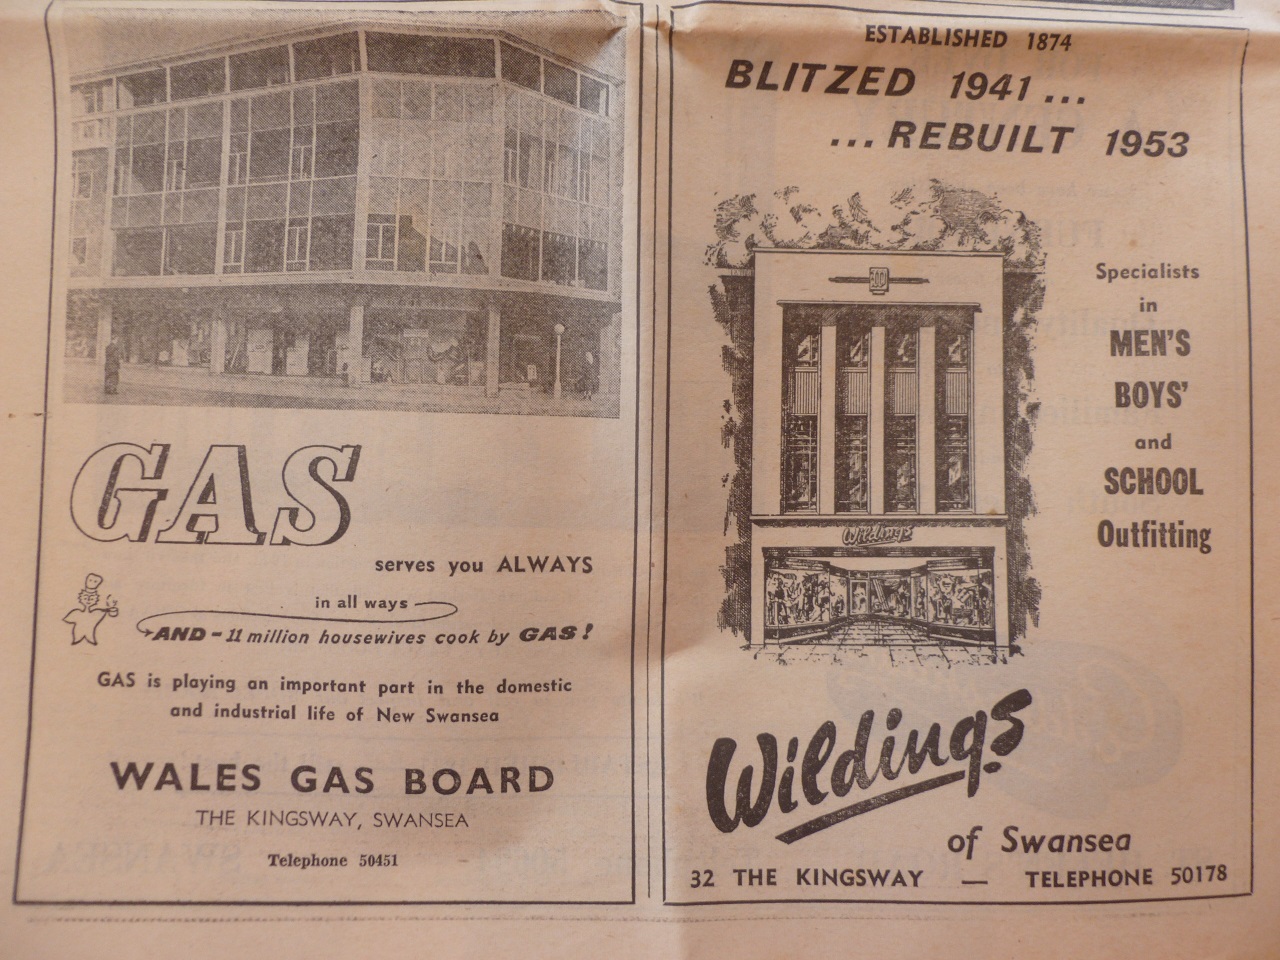 GAS
serves you ALWAYS
in all ways
AND - 11 million housewives cook by GAS!
GAS is playing an important part in the domestic
and industrial life of New Swansea
WALES GAS BOARD
THE KINGSWAY, SWANSEA
Telephone 50451
ESTABLISHED 1874
BLITZED 1941 ...
... REBUILT 1953
Specialists
in
MEN'S
BOYS'
and
SCHOOL
Outfitting
Wildings
Wildings
of Swansea
32 THE KINGSWAY — TELEPHONE 50178